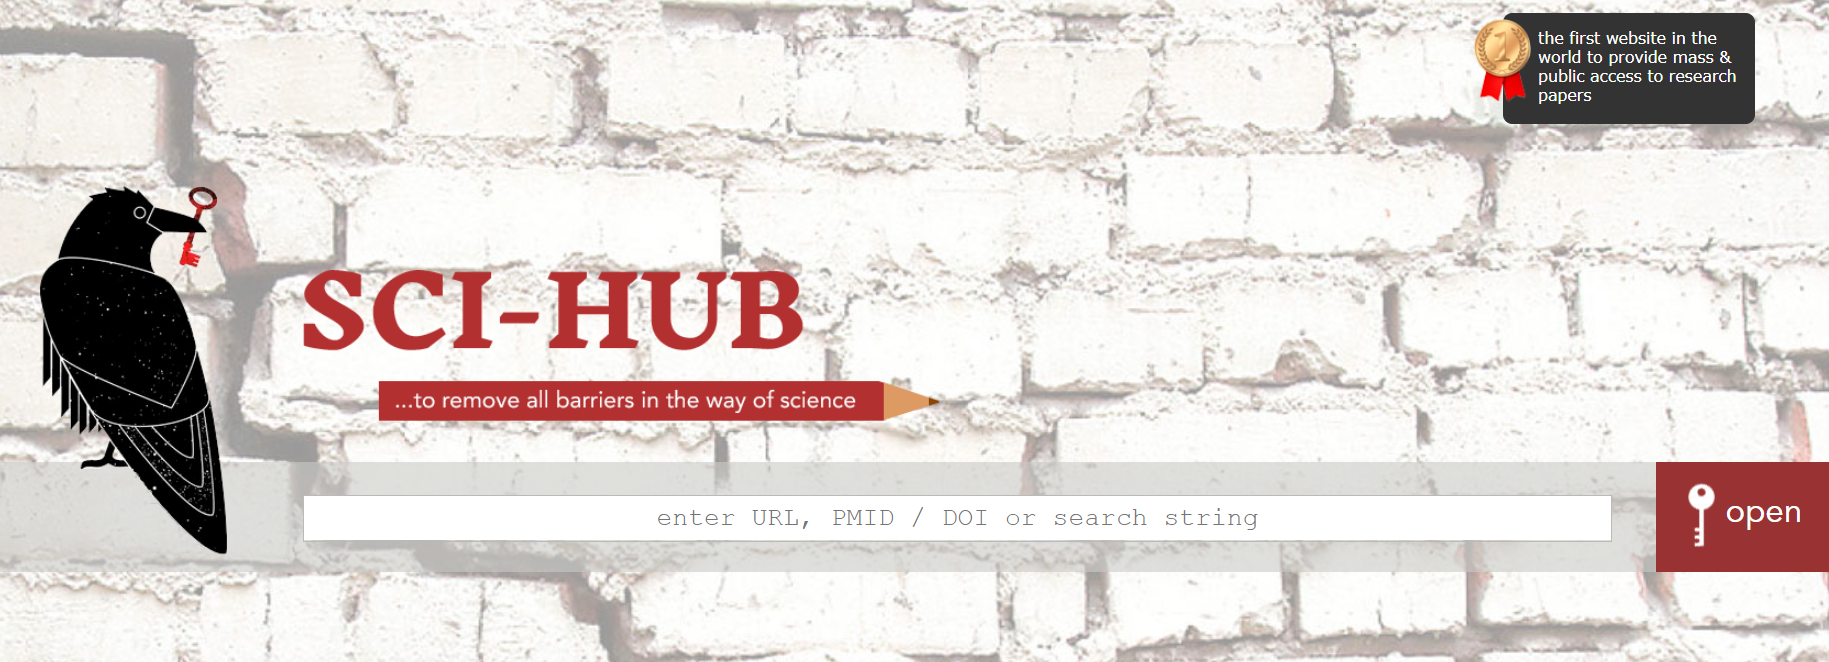 the first website in the
world to provide mass &
public access to research
papers
SCI-HUB
...to remove all barriers in the way of science
enter URL, PMID / DOI or search string
open